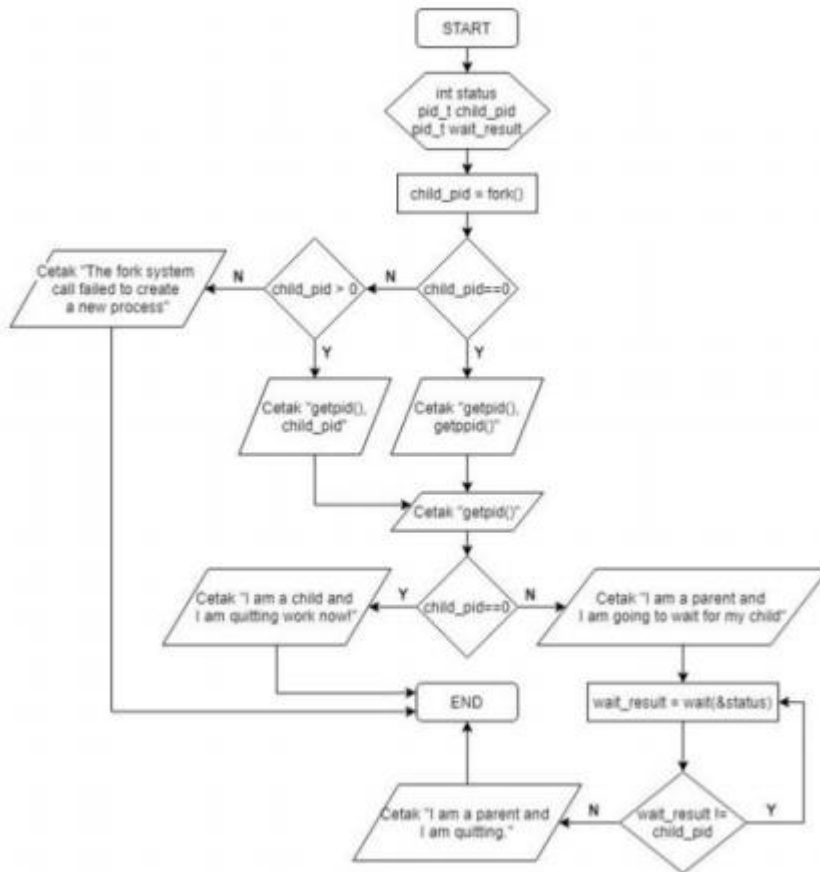 START
int status
pid_t child_pid
pid_t wait_result
child_pid = fork()
child_pid==0
N
child_pid > 0
N
Cetak "The fork system
call failed to create
a new process"
Y
Y
Cetak "getpid(),
child_pid"
Cetak "getpid(),
getppid()"
Cetak "getpid()"
child_pid==0
Y
N
Cetak "I am a child and
I am quitting work now!"
Cetak "I am a parent and
I am going to wait for my child"
END
wait_result = wait(&status)
wait_result !=
child_pid
Y
N
Cetak "I am a parent and
I am quitting."